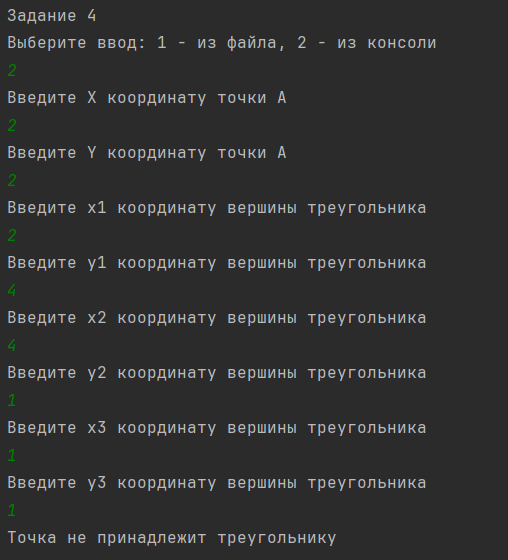 Задание 4
Выберите ввод: 1 - из файла, 2 - из консоли
2
Введите X координату точки A
2
Введите Y координату точки A
2
Введите x1 координату вершины треугольника
2
Введите y1 координату вершины треугольника
4
Введите x2 координату вершины треугольника
4
Введите y2 координату вершины треугольника
1
Введите x3 координату вершины треугольника
1
Введите y3 координату вершины треугольника
1
Точка не принадлежит треугольнику